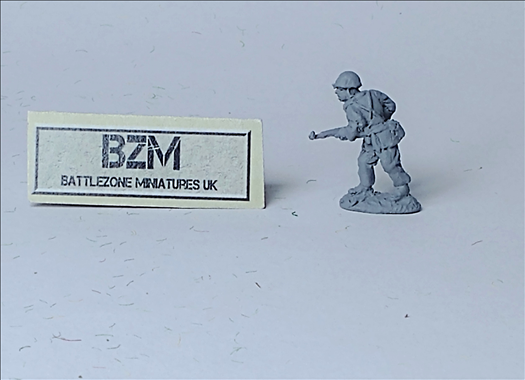 BZM
BATTLEZONE MINIATURES UK